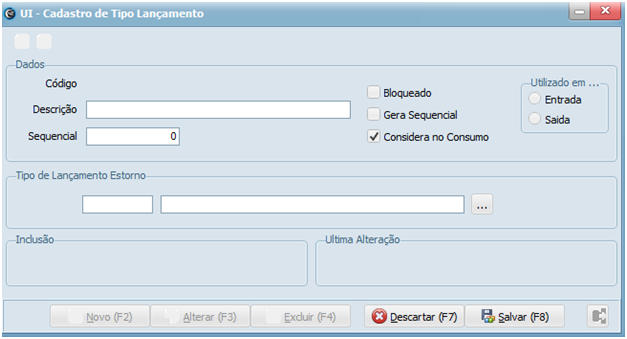 UI - Cadastro de Tipo Lançamento
Dados
Código
Descrição
Sequencial 0
Bloqueado
Gera Sequencial
Considera no Consumo
Utilizado em ...
Entrada
Saida
Tipo de Lançamento Estorno
...
Inclusão
Ultima Alteração
Novo (F2) Alterar (F3) Excluir (F4) Descartar (F7) Salvar (F8)